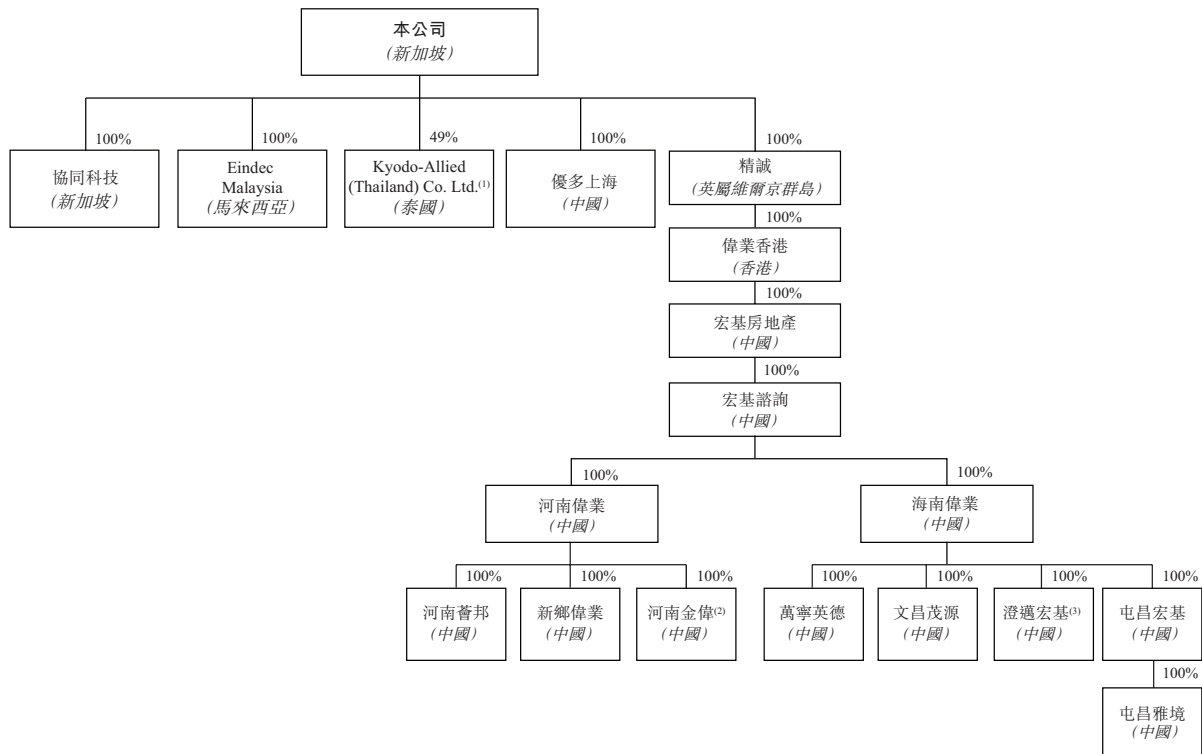 本公司
（新加坡）
100%
100%
49%
100%
100%
協同科技
（新加坡）
Eindec
Malaysia
（馬來西亞）
Kyodo-Allied
(Thailand) Co. Ltd.(1)
（泰國）
優多上海
（中國）
精誠
（英屬維爾京群島）
100%
偉業香港
（香港）
100%
宏基房地產
（中國）
100%
宏基諮詢
（中國）
100%
100%
河南偉業
（中國）
海南偉業
（中國）
100%
100%
100%
100%
100%
100%
100%
河南薈邦
（中國）
新鄉偉業
（中國）
河南金偉(2)
（中國）
萬寧英德
（中國）
文昌茂源
（中國）
澄邁宏基(3)
（中國）
屯昌宏基
（中國）
100%
屯昌雅境
（中國）